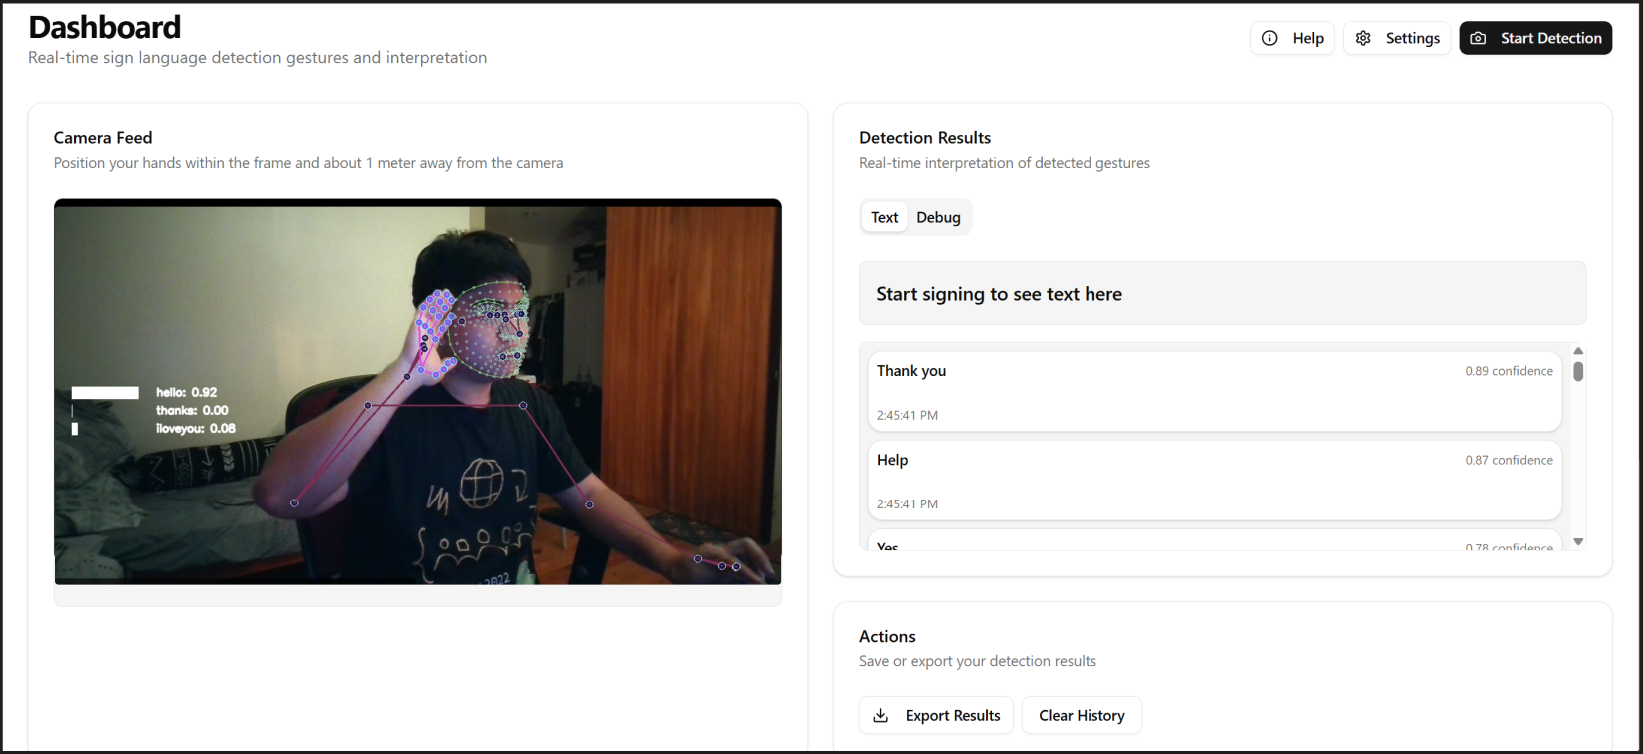 Dashboard
Real-time sign language detection gestures and interpretation
Help
Settings
Start Detection
Camera Feed
Position your hands within the frame and about 1 meter away from the camera
hello: 0.92
thanks: 0.00
iloveyou: 0.08
2022
Detection Results
Real-time interpretation of detected gestures
Text
Debug
Start signing to see text here
Thank you
0.89 confidence
2:45:41 PM
Help
0.87 confidence
2:45:41 PM
Yes
0.78 confidence
Actions
Save or export your detection results
Export Results
Clear History